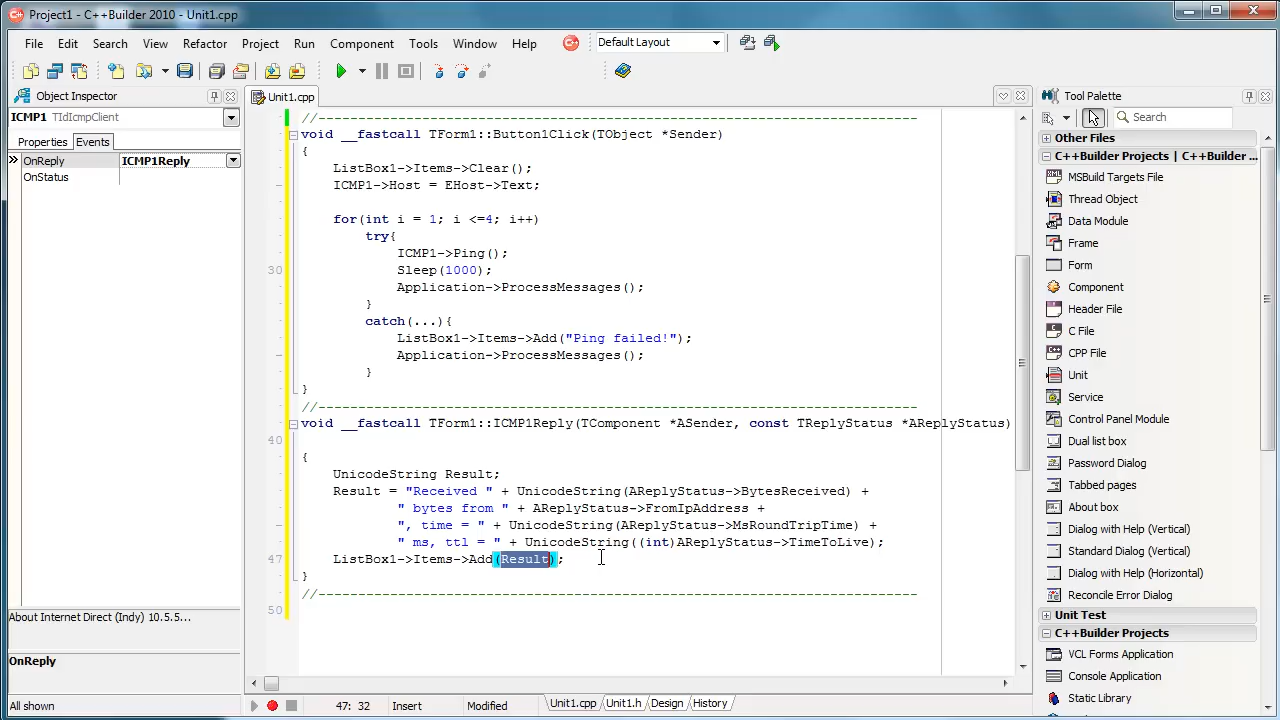 Project1 - C++Builder 2010 - Unit1.cpp
File Edit Search View Refactor Project Run Component Tools Window Help Default Layout
Object Inspector
ICMP1 TIdIcmpClient
Properties Events
OnReply ICMP1Reply
OnStatus
About Internet Direct (Indy) 10.5.5...
OnReply
All shown
Unit1.cpp
//---------------------------------------------------------------------------
void __fastcall TForm1::Button1Click(TObject *Sender)
{
ListBox1->Items->Clear();
ICMP1->Host = EHost->Text;
for(int i = 1; i <=4; i++)
try{
ICMP1->Ping();
30 Sleep(1000);
Application->ProcessMessages();
}
catch(...){
ListBox1->Items->Add("Ping failed!");
Application->ProcessMessages();
}
}
//---------------------------------------------------------------------------
void __fastcall TForm1::ICMP1Reply(TComponent *ASender, const TReplyStatus *AReplyStatus)
40
{
UnicodeString Result;
Result = "Received " + UnicodeString(AReplyStatus->BytesReceived) +
" bytes from " + AReplyStatus->FromIpAddress +
", time = " + UnicodeString(AReplyStatus->MsRoundTripTime) +
" ms, ttl = " + UnicodeString((int)AReplyStatus->TimeToLive);
47 ListBox1->Items->Add(Result);
}
//---------------------------------------------------------------------------
50
47: 32 Insert Modified Unit1.cpp Unit1.h Design History
Tool Palette
Search
Other Files
C++Builder Projects | C++Builder ...
MSBuild Targets File
Thread Object
Data Module
Frame
Form
Component
Header File
C File
CPP File
Unit
Service
Control Panel Module
Dual list box
Password Dialog
Tabbed pages
About box
Dialog with Help (Vertical)
Standard Dialog (Vertical)
Dialog with Help (Horizontal)
Reconcile Error Dialog
Unit Test
C++Builder Projects
VCL Forms Application
Console Application
Static Library